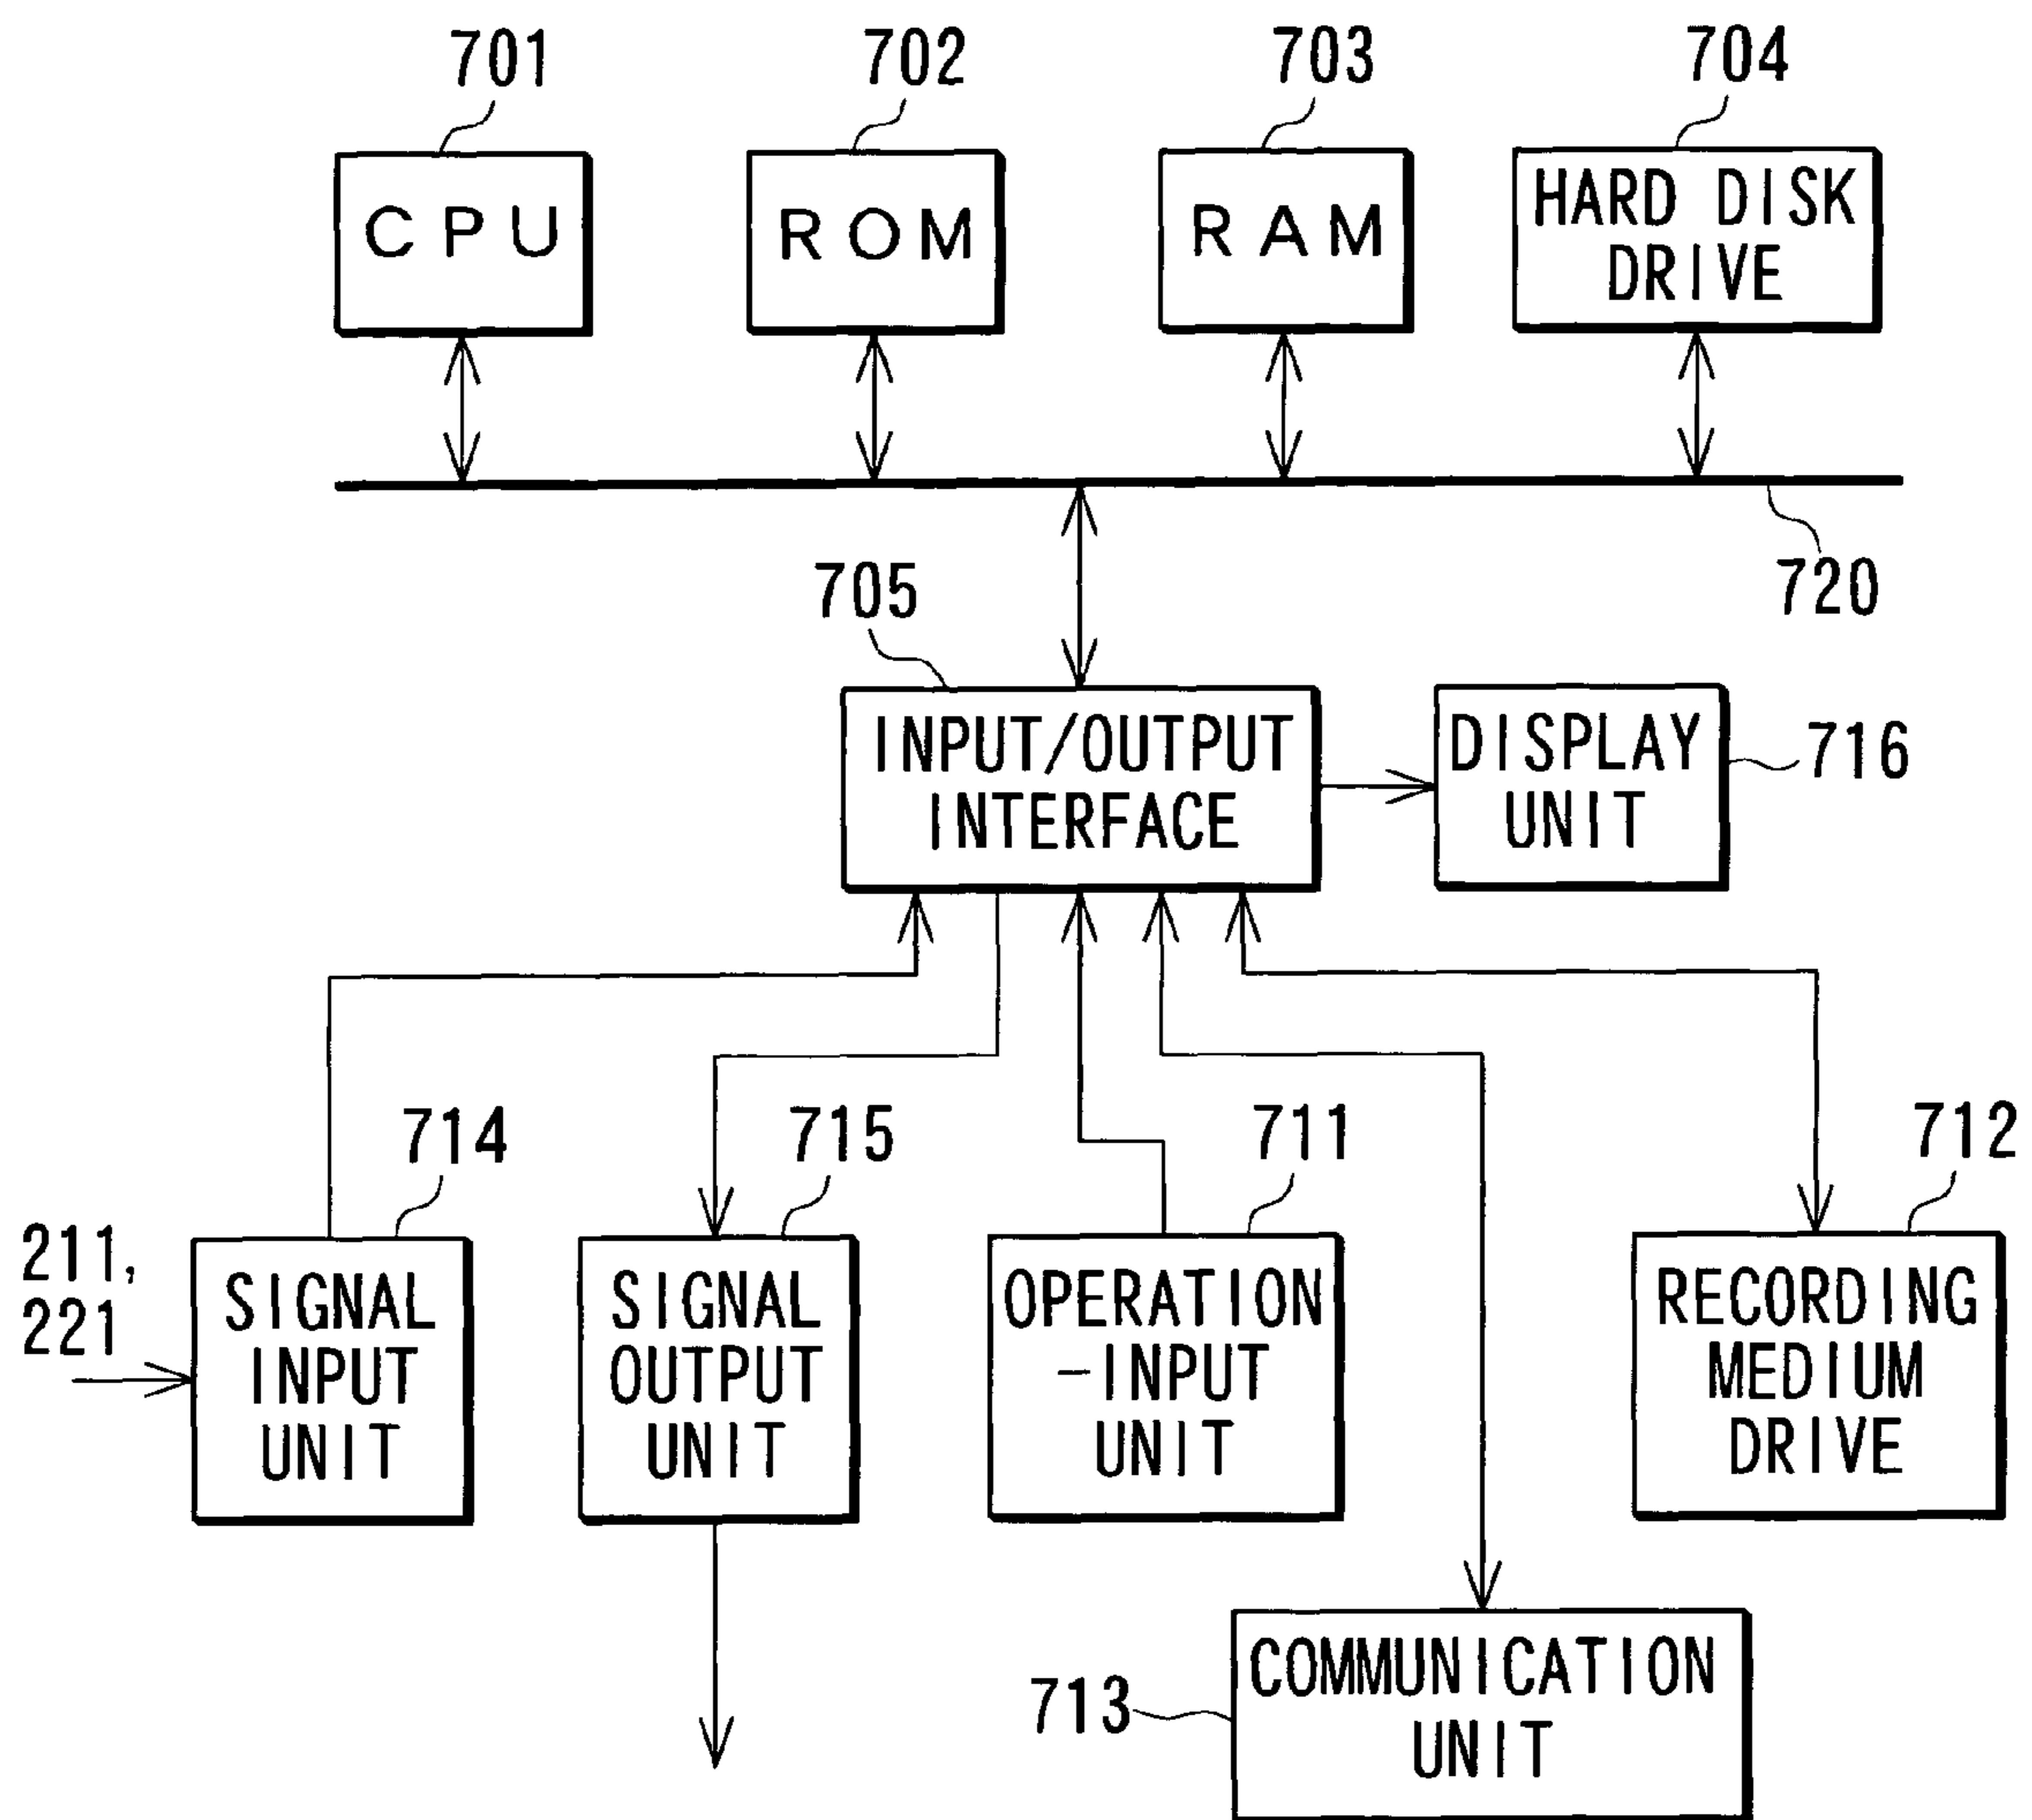 701
702
703
704
CPU
ROM
RAM
HARD DISK
DRIVE
720
705
INPUT/OUTPUT
INTERFACE
DISPLAY
UNIT
716
714
715
711
712
211,
221
SIGNAL
INPUT
UNIT
SIGNAL
OUTPUT
UNIT
OPERATION
-INPUT
UNIT
RECORDING
MEDIUM
DRIVE
713
COMMUNICATION
UNIT